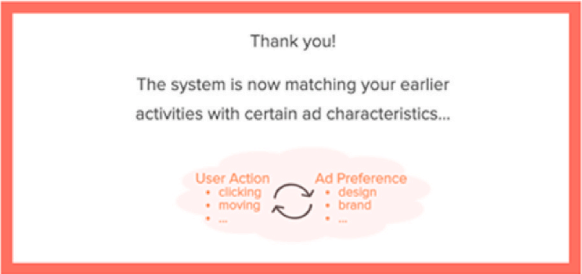 Thank you!
The system is now matching your earlier
activities with certain ad characteristics...
User Action Ad Preference
• clicking • design
• moving • brand
• ... • ...